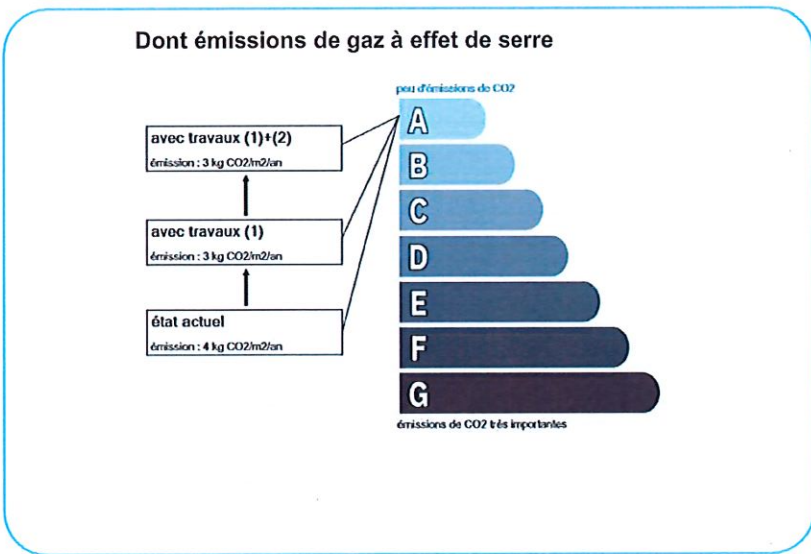 Dont émissions de gaz à effet de serre
peu d'émissions de CO2
A
B
C
D
E
F
G
émissions de CO2 très importantes
avec travaux (1)+(2)
émission : 3 kg CO2/m2/an
avec travaux (1)
émission : 3 kg CO2/m2/an
état actuel
émission : 4 kg CO2/m2/an